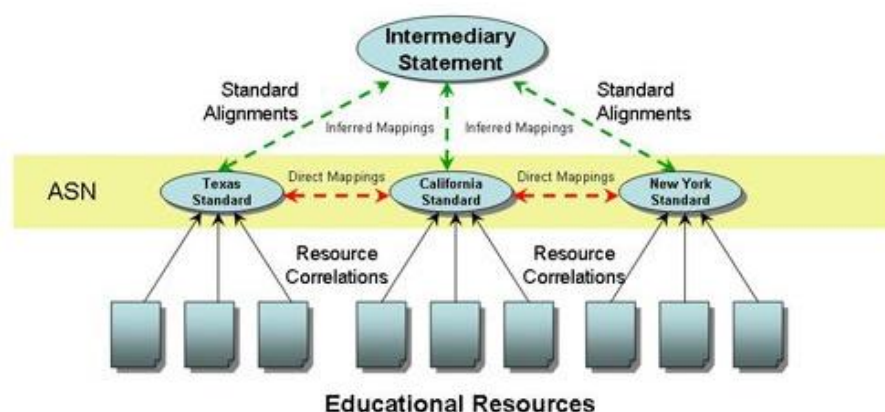 Intermediary
Statement
Standard
Alignments
Standard
Alignments
Inferred Mappings
Inferred Mappings
ASN
Texas
Standard
Direct Mappings
California
Standard
Direct Mappings
New York
Standard
Resource
Correlations
Resource
Correlations
Educational Resources